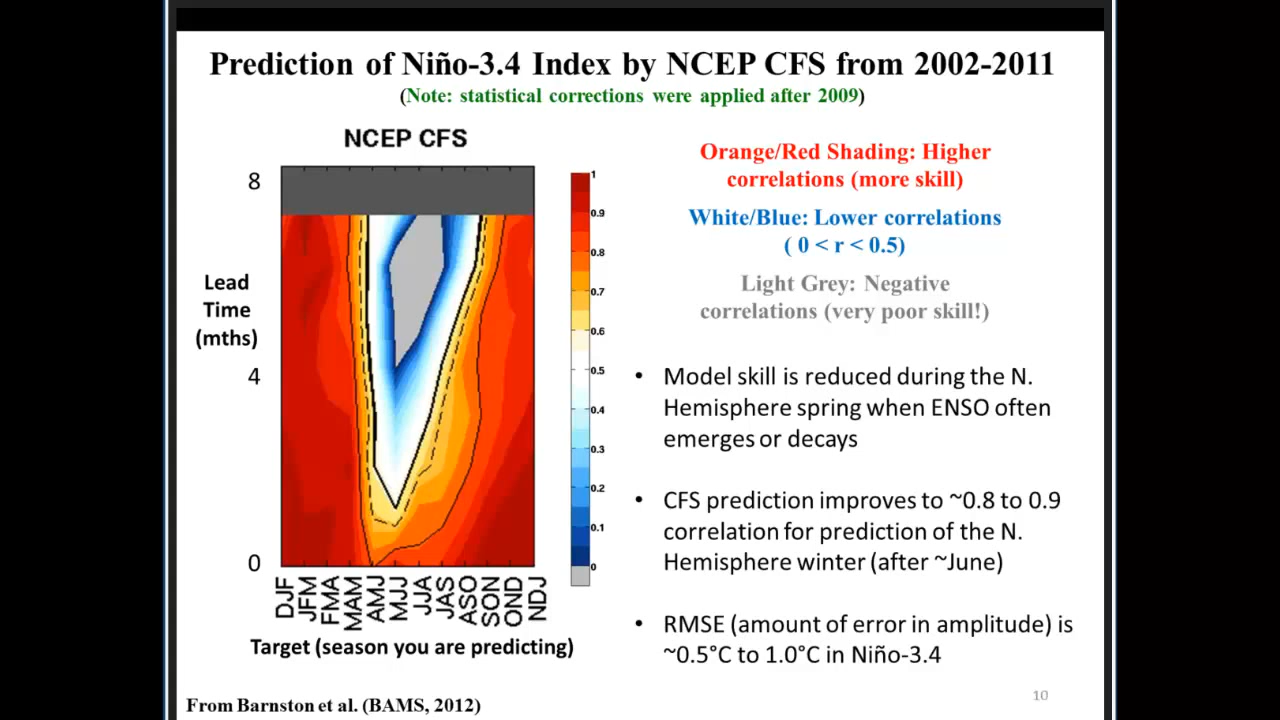 Prediction of Niño-3.4 Index by NCEP CFS from 2002-2011
(Note: statistical corrections were applied after 2009)
NCEP CFS
8
4
0
Lead
Time
(mths)
DJF
JFM
FMA
MAM
AMJ
MJJ
JJA
JAS
ASO
SON
OND
NDJ
Target (season you are predicting)
1
0.9
0.8
0.7
0.6
0.5
0.4
0.3
0.2
0.1
0
Orange/Red Shading: Higher
correlations (more skill)
White/Blue: Lower correlations
( 0 < r < 0.5)
Light Grey: Negative
correlations (very poor skill!)
• Model skill is reduced during the N.
Hemisphere spring when ENSO often
emerges or decays
• CFS prediction improves to ~0.8 to 0.9
correlation for prediction of the N.
Hemisphere winter (after ~June)
• RMSE (amount of error in amplitude) is
~0.5°C to 1.0°C in Niño-3.4
From Barnston et al. (BAMS, 2012)
10